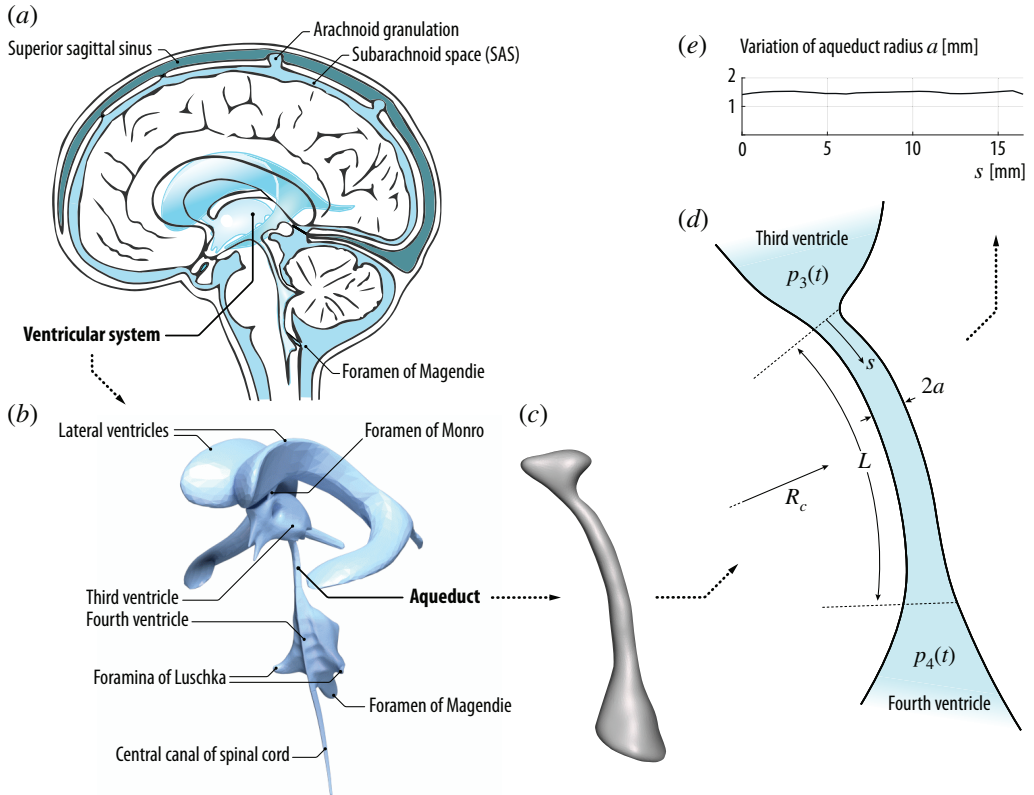 (a)
Arachnoid granulation
Superior sagittal sinus
Subarachnoid space (SAS)
Ventricular system
Foramen of Magendie
(b)
Lateral ventricles
Foramen of Monro
Third ventricle
Aqueduct
Fourth ventricle
Foramina of Luschka
Foramen of Magendie
Central canal of spinal cord
(c)
(e)
Variation of aqueduct radius a [mm]
2
1
0 5 10 15
s [mm]
(d)
Third ventricle
p₃(t)
s
2a
L
R_c
p₄(t)
Fourth ventricle